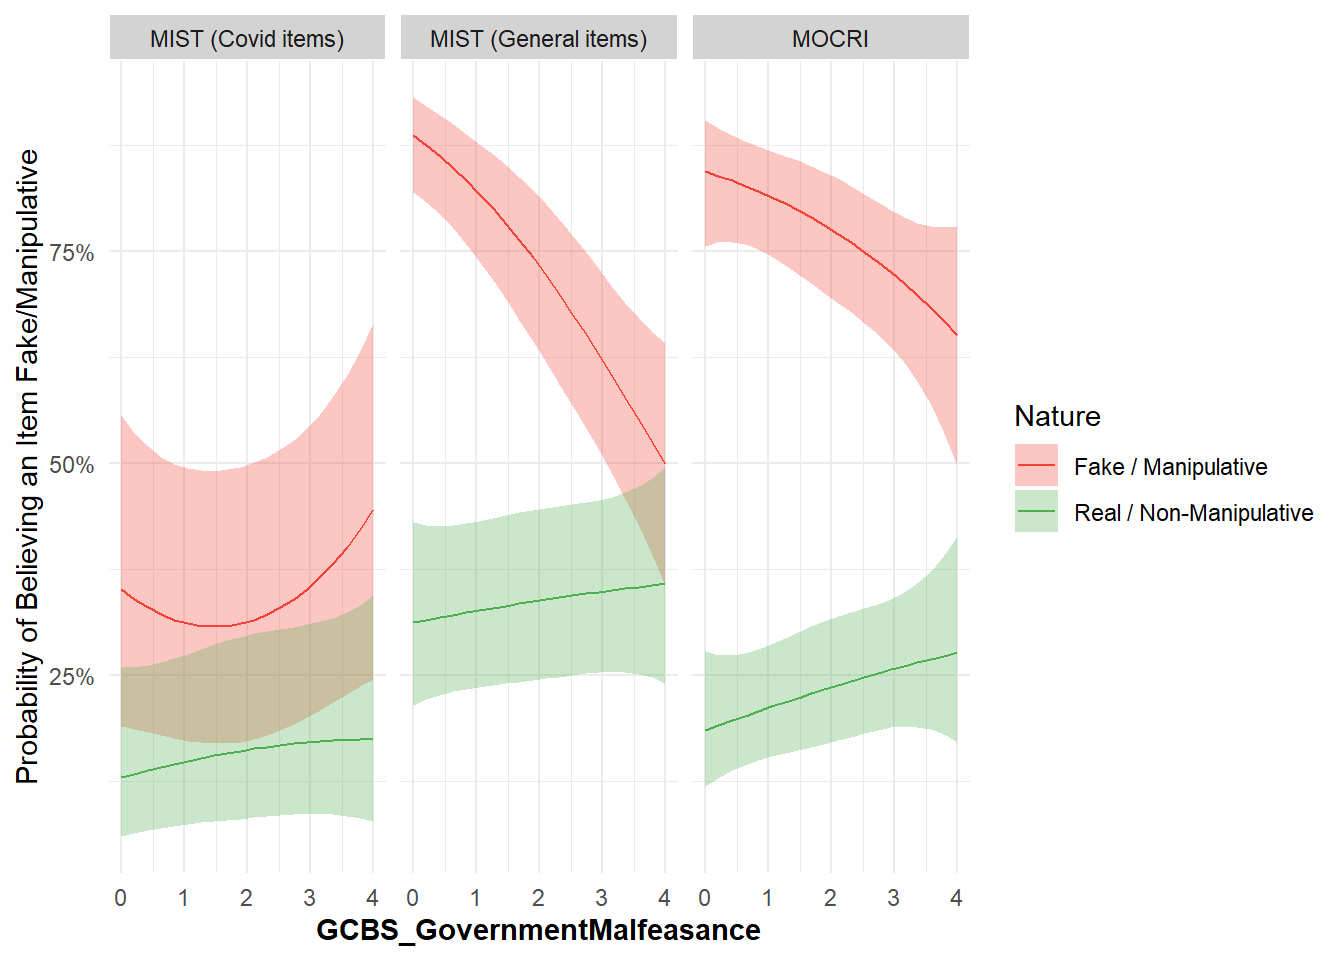 MIST (Covid items)
MIST (General items)
MOCRI
Probability of Believing an Item Fake/Manipulative
75%
50%
25%
0 1 2 3 4
0 1 2 3 4
0 1 2 3 4
GCBS_GovernmentMalfeasance
Nature
Fake / Manipulative
Real / Non-Manipulative